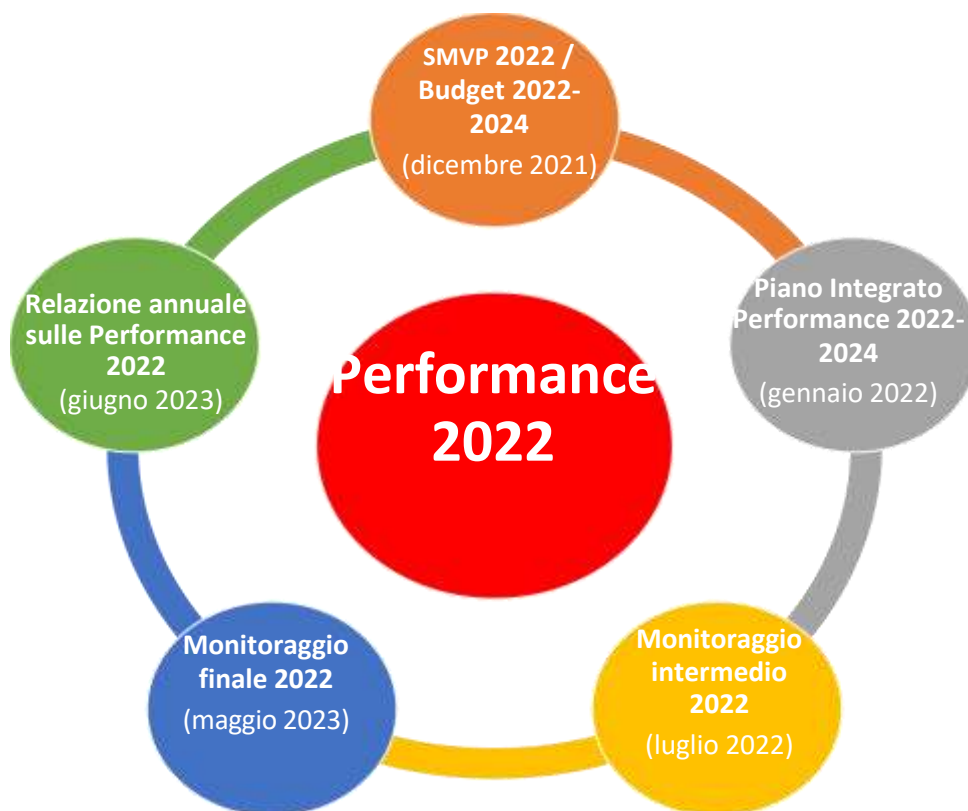 SMVP 2022 /
Budget 2022-
2024
(dicembre 2021)
Piano Integrato
Performance 2022-
2024
(gennaio 2022)
Monitoraggio
intermedio
2022
(luglio 2022)
Monitoraggio
finale 2022
(maggio 2023)
Relazione annuale
sulle Performance
2022
(giugno 2023)
Performance
2022